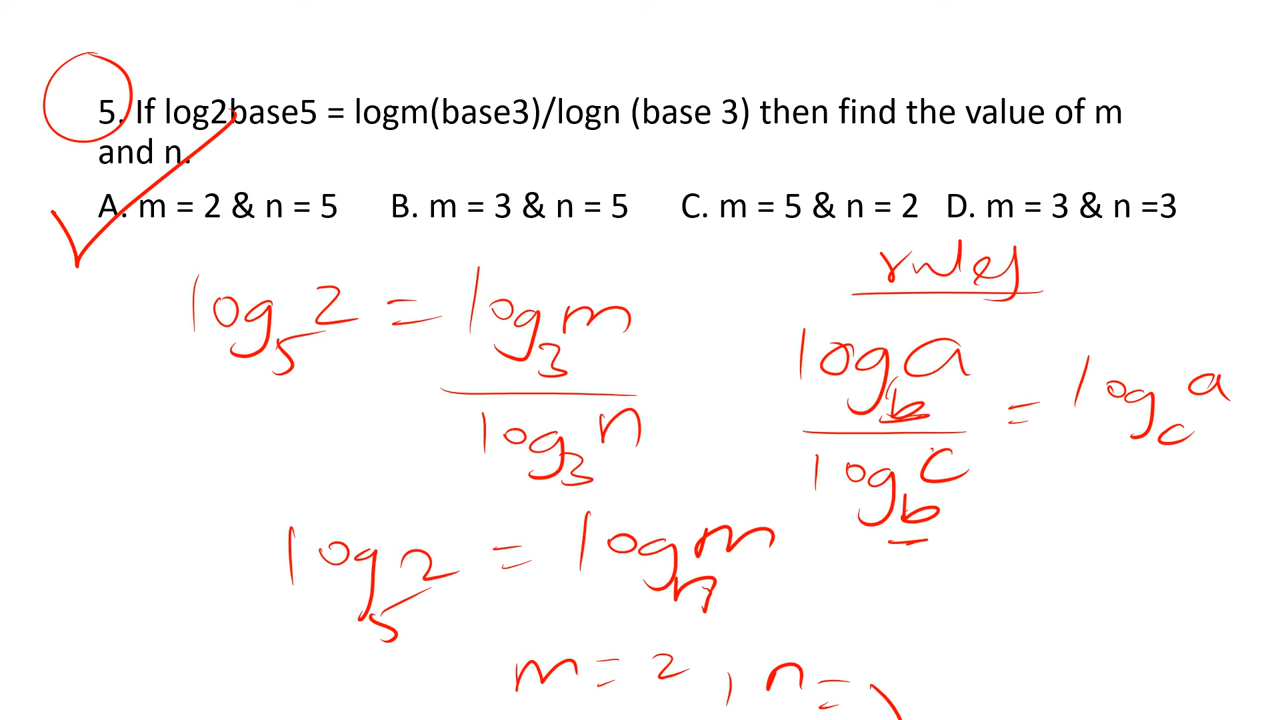 5. If log2base5 = logm(base3)/logn (base 3) then find the value of m
and n.
A. m = 2 & n = 5 B. m = 3 & n = 5 C. m = 5 & n = 2 D. m = 3 & n =3
rules
log₅2 = log₃m / log₃n
log_b a / log_b c = log_c a
log₅2 = logₙm
m = 2 , n =